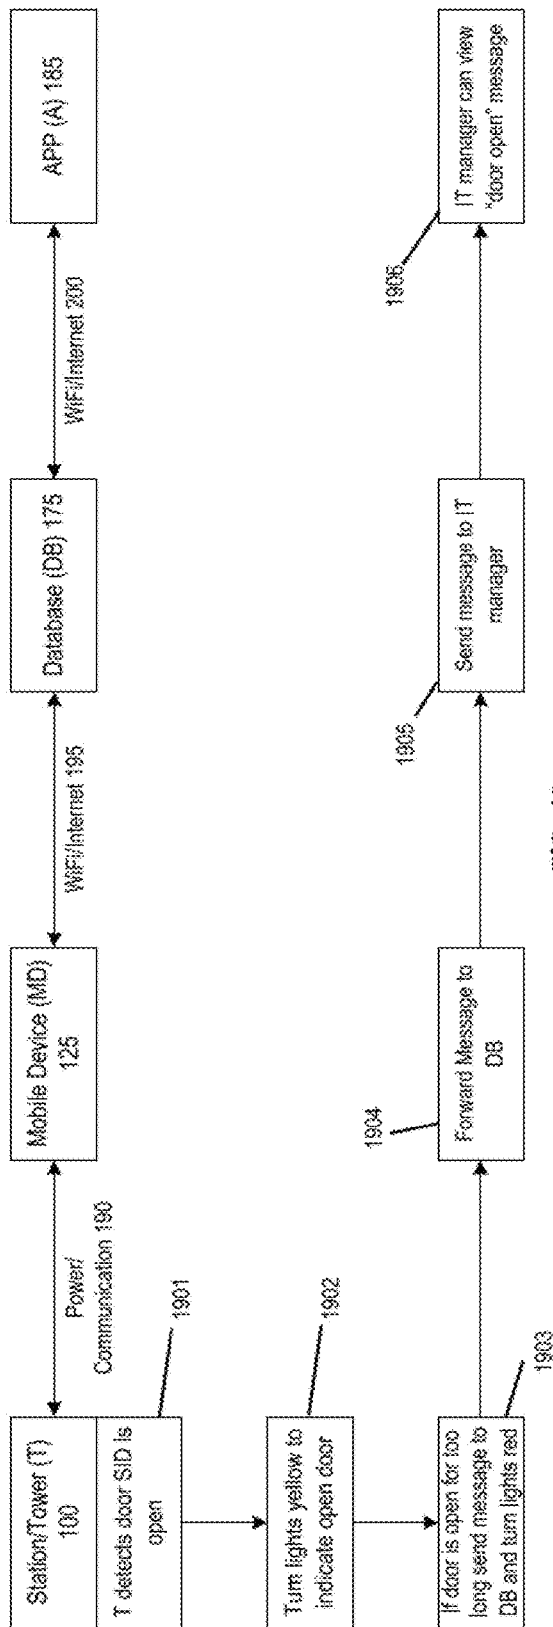 Station/Tower (T)
100
Power/
Communication 190
Mobile Device (MD)
125
WiFi/Internet 195
Database (DB) 175
WiFi/Internet 200
APP (A) 185
T detects door SID is
open
1901
Turn lights yellow to
indicate open door
1902
If door is open for too
long send message to
DB and turn lights red
1903
Forward Message to
DB
1904
Send message to IT
manager
1905
IT manager can view
"door open" message
1906